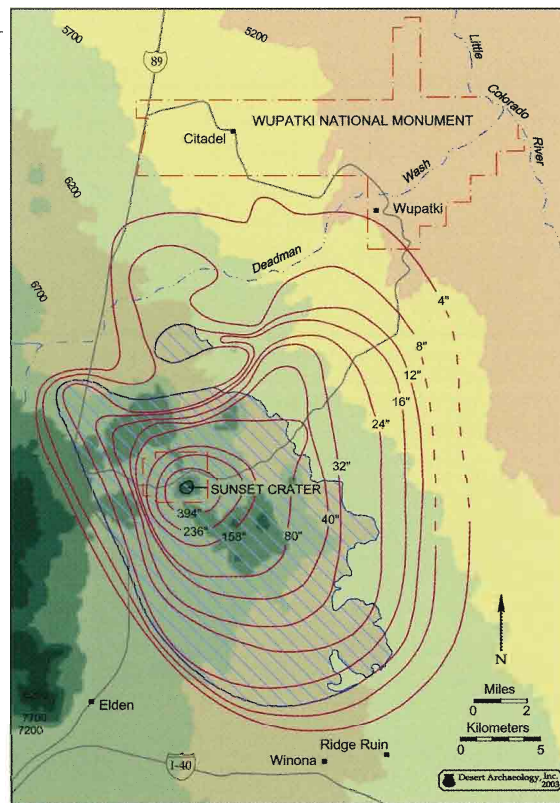 5700
5200
89
Little
Colorado
River
WUPATKI NATIONAL MONUMENT
Citadel
Wash
6200
Wupatki
Deadman
6700
4"
8"
12"
16"
24"
32"
SUNSET CRATER
394"
40"
236"
158"
80"
N
Miles
0 2
Kilometers
0 5
Elden
7700
7200
Ridge Ruin
Winona
I-40
Desert Archaeology, Inc.
2003